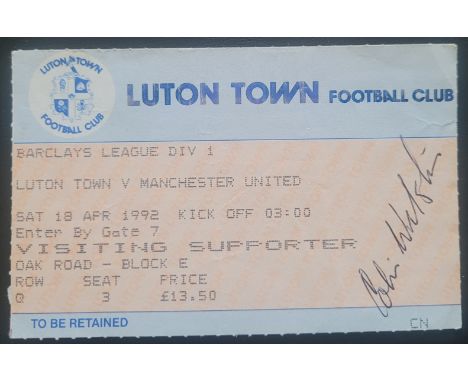 LUTON TOWN
FOOTBALL CLUB
LUTON TOWN FOOTBALL CLUB
BARCLAYS LEAGUE DIV 1
LUTON TOWN V MANCHESTER UNITED
SAT 18 APR 1992 KICK OFF 03:00
Enter By Gate 7
VISITING SUPPORTER
OAK ROAD - BLOCK E
ROW SEAT PRICE
Q 3 £13.50
TO BE RETAINED
CN